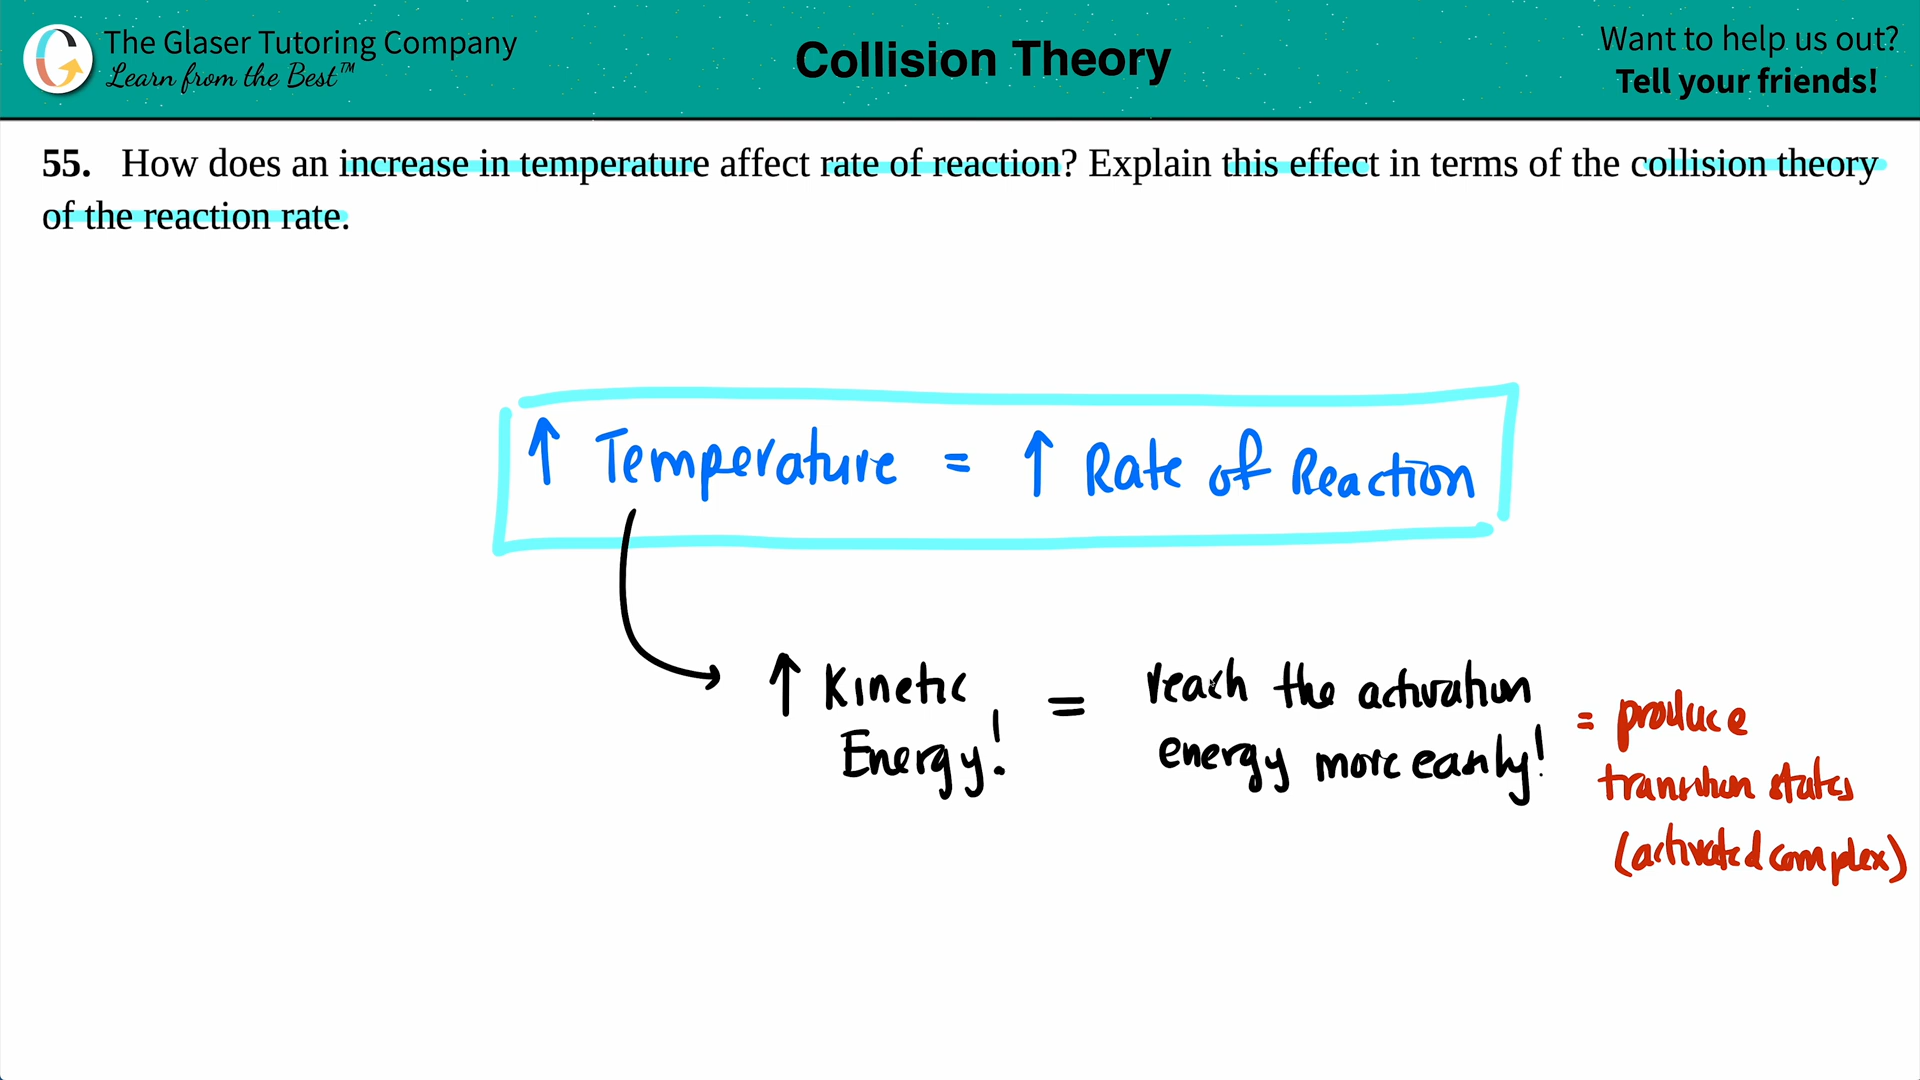 The Glaser Tutoring Company
Learn from the Best™
Collision Theory
Want to help us out?
Tell your friends!
55. How does an increase in temperature affect rate of reaction? Explain this effect in terms of the collision theory
of the reaction rate.
↑ Temperature = ↑ Rate of Reaction
↑ Kinetic
Energy!
= reach the activation
energy more easily!
= produce
transition states
(activated complex)